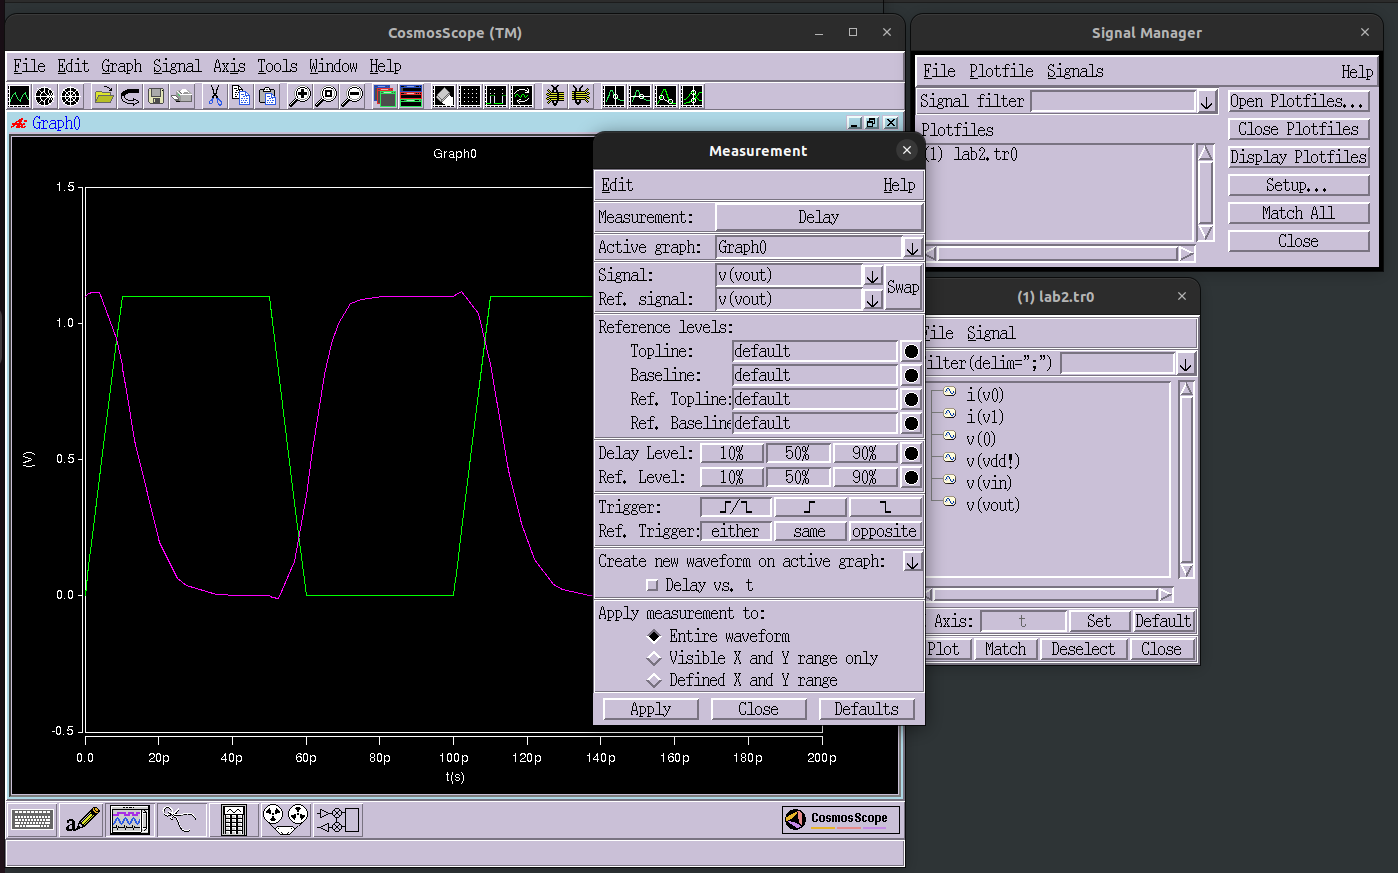 CosmosScope (TM)
File Edit Graph Signal Axis Tools Window Help
Graph0
Graph0
1.5
1.0
0.5
0.0
-0.5
(V)
0.0 20p 40p 60p 80p 100p 120p 140p 160p 180p 200p
t(s)
a
CosmosScope
Measurement
Edit Help
Measurement: Delay
Active graph: Graph0
Signal: v(vout)
Swap
Ref. signal: v(vout)
Reference levels:
Topline: default
Baseline: default
Ref. Topline: default
Ref. Baseline default
Delay Level: 10% 50% 90%
Ref. Level: 10% 50% 90%
Trigger: /
Ref. Trigger: either same opposite
Create new waveform on active graph:
Delay vs. t
Apply measurement to:
Entire waveform
Visible X and Y range only
Defined X and Y range
Apply Close Defaults
Signal Manager
File Plotfile Signals Help
Signal filter
Open Plotfiles...
Plotfiles
Close Plotfiles
(1) lab2.tr0
Display Plotfiles
Setup...
Match All
Close
(1) lab2.tr0
File Signal
ilter(delim=";")
i(v0)
i(v1)
v(0)
v(vdd!)
v(vin)
v(vout)
Axis: t Set Default
Plot Match Deselect Close